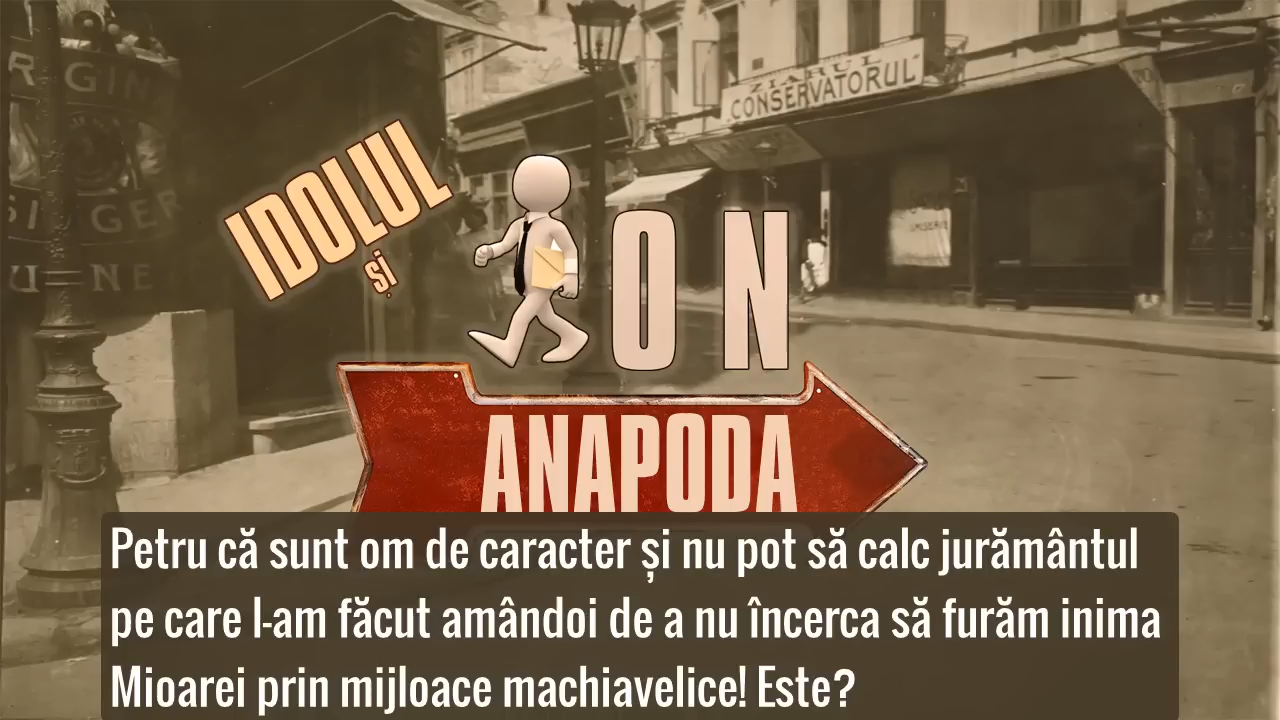 ZIARUL
CONSERVATORUL
IDOLUL
ȘI
ION
ANAPODA
Petru că sunt om de caracter și nu pot să calc jurământul
pe care l-am făcut amândoi de a nu încerca să furăm inima
Mioarei prin mijloace machiavelice! Este?